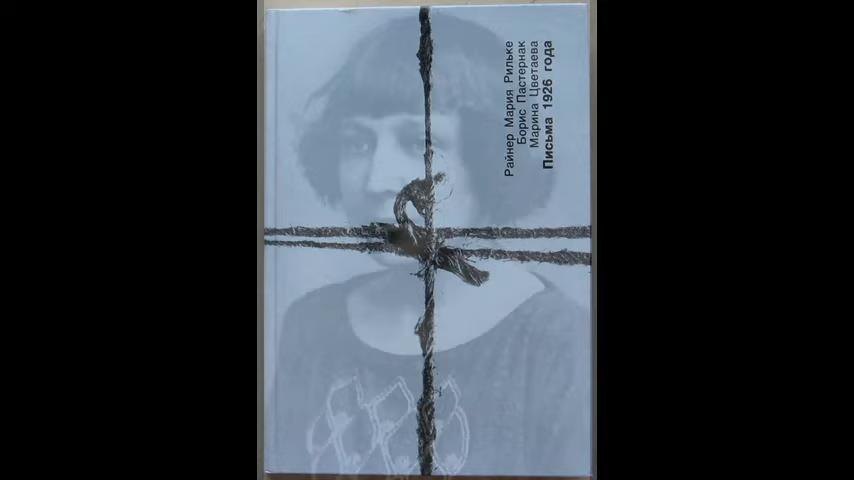 Райнер Мария Рильке
Борис Пастернак
Марина Цветаева
Письма 1926 года